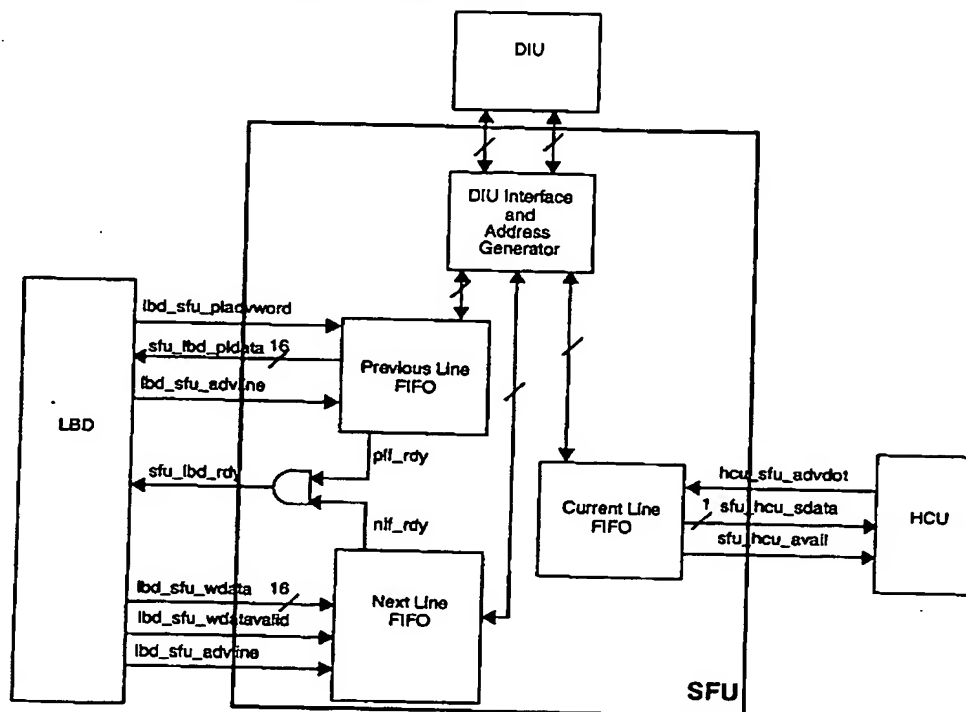 DIU
DIU Interface
and
Address
Generator
lbd_sfu_pladvword
sfu_lbd_pldata 16
lbd_sfu_advline
Previous Line
FIFO
LBD
plf_rdy
sfu_lbd_rdy
nlf_rdy
hcu_sfu_advdot
1 sfu_hcu_sdata
sfu_hcu_avail
Current Line
FIFO
HCU
lbd_sfu_wdata 16
lbd_sfu_wdatavalid
lbd_sfu_advline
Next Line
FIFO
SFU